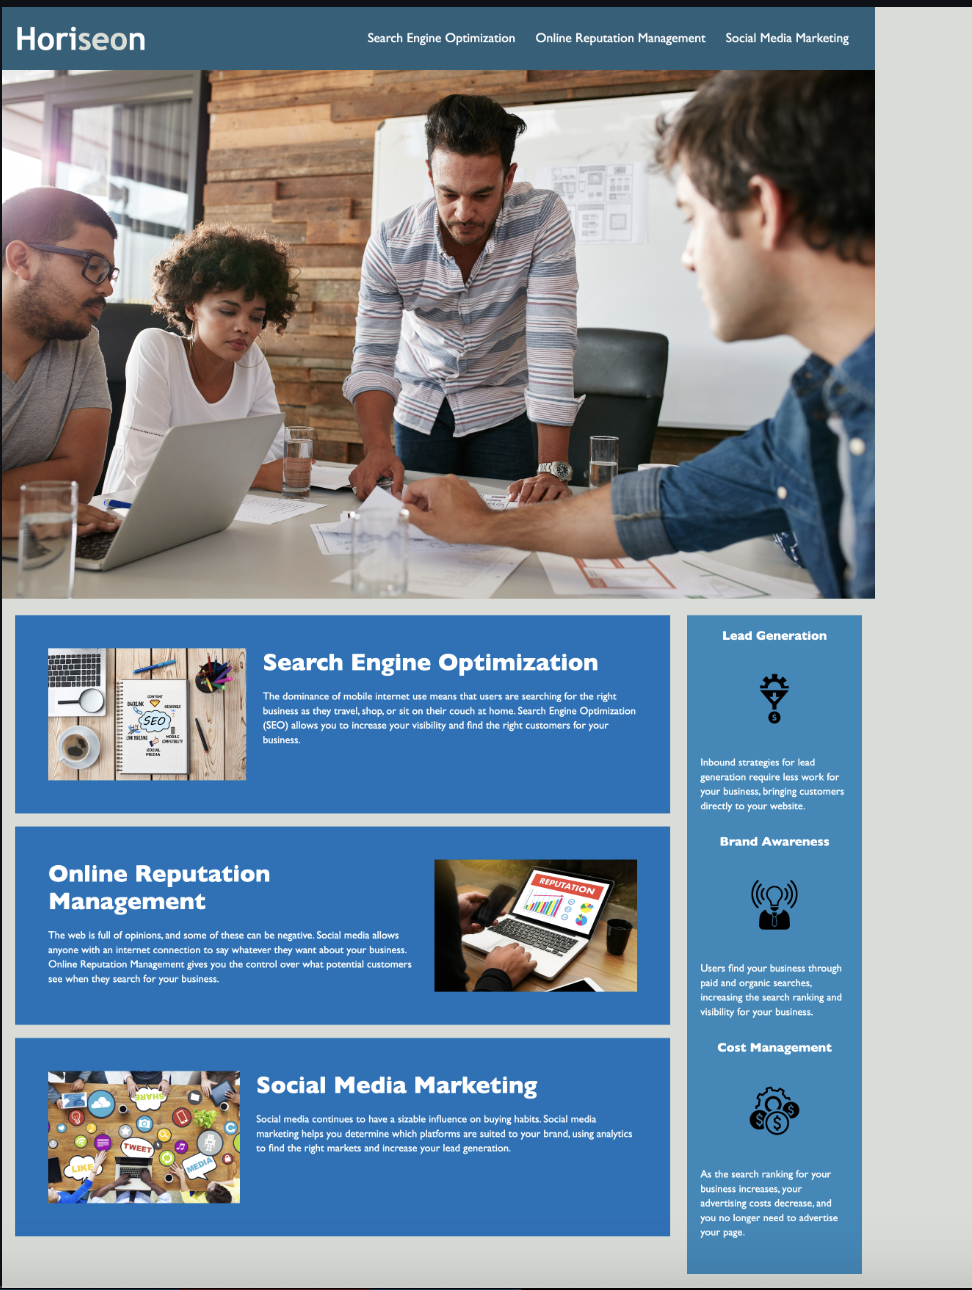 Horiseon
Search Engine Optimization
Online Reputation Management
Social Media Marketing
SEO
CONTENT
BACKLINK
LINK BUILDING
SOCIAL
MEDIA
Search Engine Optimization
The dominance of mobile internet use means that users are searching for the right
business as they travel, shop, or sit on their couch at home. Search Engine Optimization
(SEO) allows you to increase your visibility and find the right customers for your
business.
Online Reputation
Management
The web is full of opinions, and some of these can be negative. Social media allows
anyone with an internet connection to say whatever they want about your business.
Online Reputation Management gives you the control over what potential customers
see when they search for your business.
REPUTATION
SHARE
TWEET
LIKE
MEDIA
Social Media Marketing
Social media continues to have a sizable influence on buying habits. Social media
marketing helps you determine which platforms are suited to your brand, using analytics
to find the right markets and increase your lead generation.
Lead Generation
$
Inbound strategies for lead
generation require less work for
your business, bringing customers
directly to your website.
Brand Awareness
Users find your business through
paid and organic searches,
increasing the search ranking and
visibility for your business.
Cost Management
$ $ $
As the search ranking for your
business increases, your
advertising costs decrease, and
you no longer need to advertise
your page.